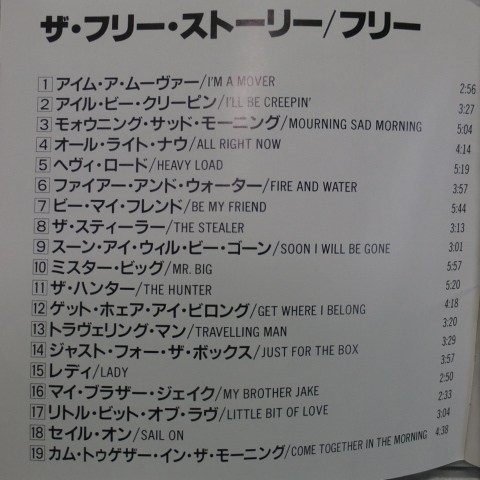 ザ・フリー・ストーリー/フリー
1 アイム・ア・ムーヴァー/I'M A MOVER 2:56
2 アイル・ビー・クリーピン/I'LL BE CREEPIN' 3:27
3 モォウニング・サッド・モーニング/MOURNING SAD MORNING 5:04
4 オール・ライト・ナウ/ALL RIGHT NOW 4:14
5 ヘヴィ・ロード/HEAVY LOAD 5:19
6 ファイアー・アンド・ウォーター/FIRE AND WATER 3:57
7 ビー・マイ・フレンド/BE MY FRIEND 5:44
8 ザ・スティーラー/THE STEALER 3:13
9 スーン・アイ・ウィル・ビー・ゴーン/SOON I WILL BE GONE 3:01
10 ミスター・ビッグ/MR. BIG 5:57
11 ザ・ハンター/THE HUNTER 5:20
12 ゲット・ホェア・アイ・ビロング/GET WHERE I BELONG 4:18
13 トラヴェリング・マン/TRAVELLING MAN 3:20
14 ジャスト・フォー・ザ・ボックス/JUST FOR THE BOX 3:29
15 レディ/LADY 3:57
16 マイ・ブラザー・ジェイク/MY BROTHER JAKE 2:50
17 リトル・ビット・オブ・ラヴ/LITTLE BIT OF LOVE 2:33
18 セイル・オン/SAIL ON 3:04
19 カム・トゥゲザー・イン・ザ・モーニング/COME TOGETHER IN THE MORNING 4:38